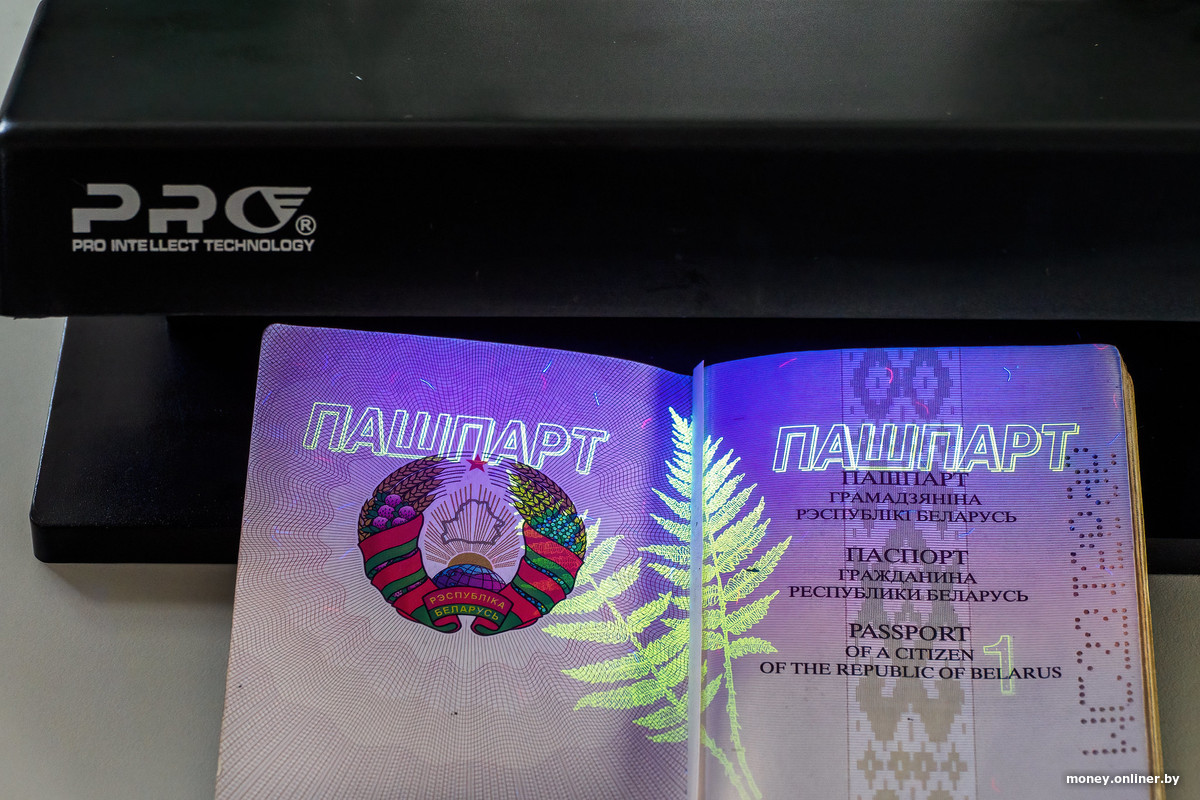 PRO®
PRO INTELLECT TECHNOLOGY
ПАШПАРТ
РЭСПУБЛІКА
БЕЛАРУСЬ
ПАШПАРТ
ПАШПАРТ
ГРАМАДЗЯНІНА
РЭСПУБЛІКІ БЕЛАРУСЬ
ПАСПОРТ
ГРАЖДАНИНА
РЕСПУБЛИКИ БЕЛАРУСЬ
PASSPORT
OF A CITIZEN
OF THE REPUBLIC OF BELARUS
1
money.onliner.by